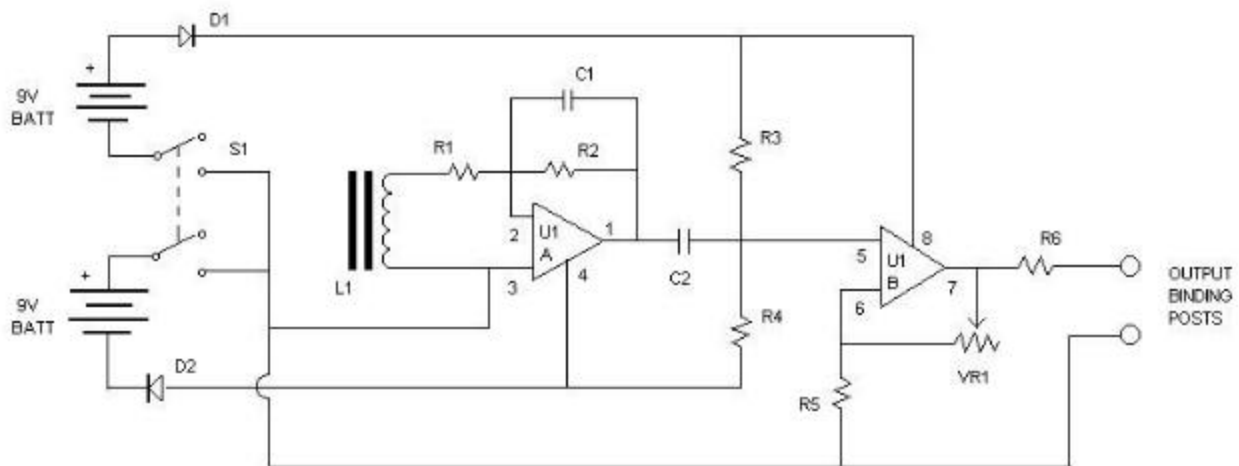 D1
+
9V
BATT
S1
+
9V
BATT
D2
L1
R1
C1
R2
2
U1
A
1
3
4
C2
R3
R4
5
U1
B
8
6
7
R5
VR1
R6
OUTPUT
BINDING
POSTS